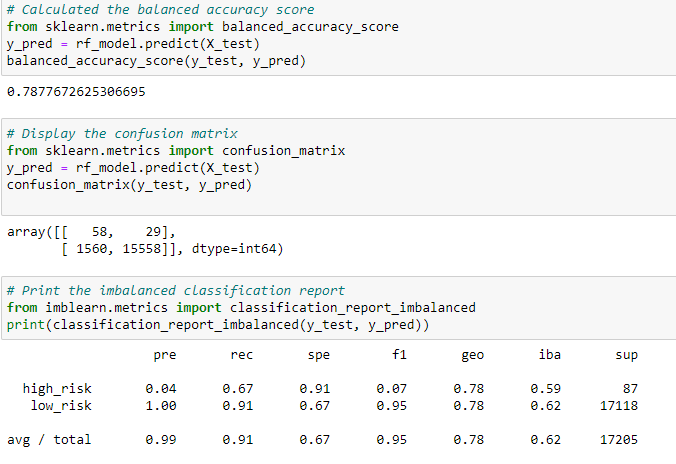 # Calculated the balanced accuracy score
from sklearn.metrics import balanced_accuracy_score
y_pred = rf_model.predict(X_test)
balanced_accuracy_score(y_test, y_pred)
0.7877672625306695
# Display the confusion matrix
from sklearn.metrics import confusion_matrix
y_pred = rf_model.predict(X_test)
confusion_matrix(y_test, y_pred)
array([[   58,    29],
       [ 1560, 15558]], dtype=int64)
# Print the imbalanced classification report
from imblearn.metrics import classification_report_imbalanced
print(classification_report_imbalanced(y_test, y_pred))
pre rec spe f1 geo iba sup
high_risk 0.04 0.67 0.91 0.07 0.78 0.59 87
low_risk 1.00 0.91 0.67 0.95 0.78 0.62 17118
avg / total 0.99 0.91 0.67 0.95 0.78 0.62 17205